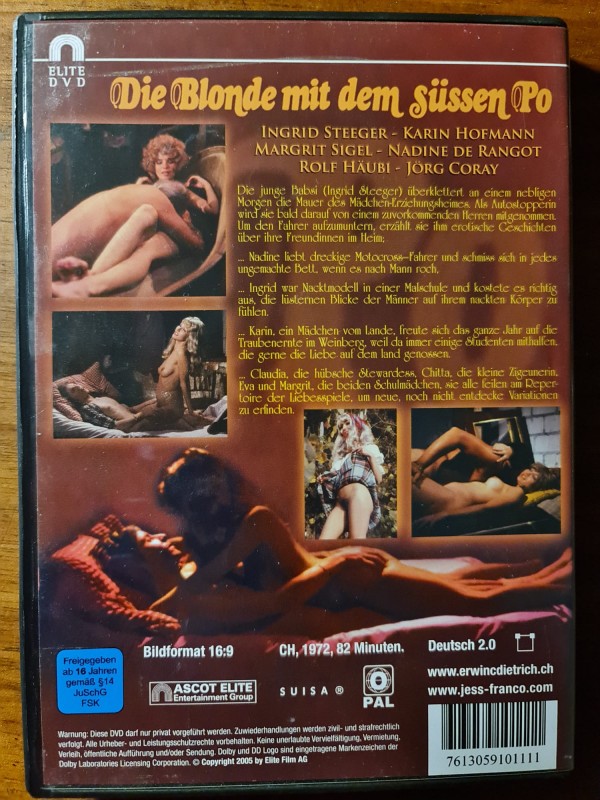 ELITE
DVD
Die Blonde mit dem süssen Po
INGRID STEEGER - KARIN HOFMANN
MARGRIT SIGEL - NADINE DE RANGOT
ROLF HÄUBI - JÖRG CORAY
Die junge Babsi (Ingrid Steeger) überklettert an einem nebligen
Morgen die Mauer des Mädchen-Erziehungsheimes. Als Autostopperin
wird sie bald darauf von einem zuvorkommenden Herren mitgenommen.
Um den Fahrer aufzumuntern, erzählt sie ihm erotische Geschichten
über ihre Freundinnen im Heim:
... Nadine liebt dreckige Motocross-Fahrer und schmiss sich in jedes
ungemachte Bett, wenn es nach Mann roch.
... Ingrid war Nacktmodell in einer Malschule und kostete es richtig
aus, die lüsternen Blicke der Männer auf ihrem nackten Körper zu
fühlen.
... Karin, ein Mädchen vom Lande, freute sich das ganze Jahr auf die
Traubenernte im Weinberg, weil da immer einige Studenten mithalfen,
die gerne die Liebe auf dem land genossen.
... Claudia, die hübsche Stewardess, Chitta, die kleine Zigeunerin,
Eva und Margrit, die beiden Schulmädchen, sie alle feilen am Reper-
toire der Liebesspiele, um neue, noch nicht entdecke Variationen
zu erfinden.
Bildformat 16:9
CH, 1972, 82 Minuten.
Deutsch 2.0
Freigegeben
ab 16 Jahren
gemäß §14
JuSchG
FSK
ASCOT ELITE
Entertainment Group
SUISA ®
PAL
www.erwincdietrich.ch
www.jess-franco.com
Warnung: Diese DVD darf nur privat vorgeführt werden. Zuwiederhandlungen werden zivil- und strafrechtlich
verfolgt. Alle Urheber- und Leistungsschutzrechte vorbehalten. Keine unerlaubte Vervielfältigung, Vermietung,
Verleih, öffentliche Aufführung und/oder Sendung. Dolby und DD Logo sind eingetragene Markenzeichen der
Dolby Laboratories Licensing Corporation. © Copyright 2005 by Elite Film AG
7613059101111